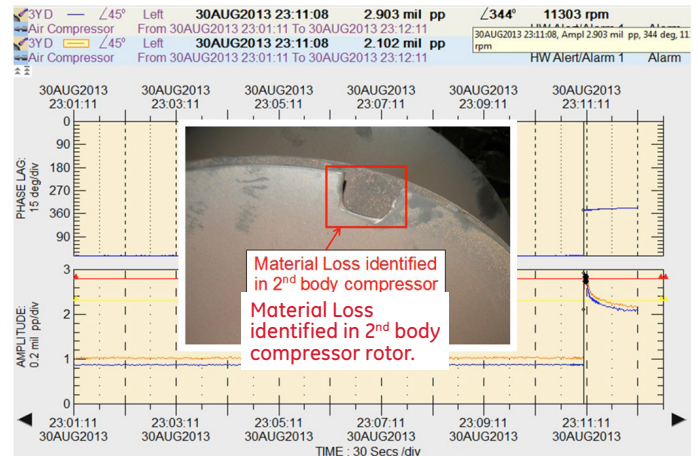 3YD ∠45° Left 30AUG2013 23:11:08 2.903 mil pp ∠344° 11303 rpm
Air Compressor From 30AUG2013 23:01:11 To 30AUG2013 23:12:11
30AUG2013 23:11:08, Ampl 2.903 mil pp, 344 deg, 11
rpm
HW Alert/Alarm 1 Alarm
3YD ∠45° Left 30AUG2013 23:11:08 2.102 mil pp
Air Compressor From 30AUG2013 23:01:11 To 30AUG2013 23:12:11 HW Alert/Alarm 1 Alarm
30AUG2013 30AUG2013 30AUG2013 30AUG2013 30AUG2013 30AUG2013
23:01:11 23:03:11 23:05:11 23:07:11 23:09:11 23:11:11
PHASE LAG:
15 deg/div
0
90
180
270
360
90
Material Loss identified
in 2nd body compressor
Material Loss
identified in 2nd body
compressor rotor.
AMPLITUDE:
0.2 mil pp/div
3
2
1
0
23:01:11 23:03:11 23:05:11 23:07:11 23:09:11 23:11:11
30AUG2013 30AUG2013 30AUG2013 30AUG2013 30AUG2013 30AUG2013
TIME : 30 Secs /div